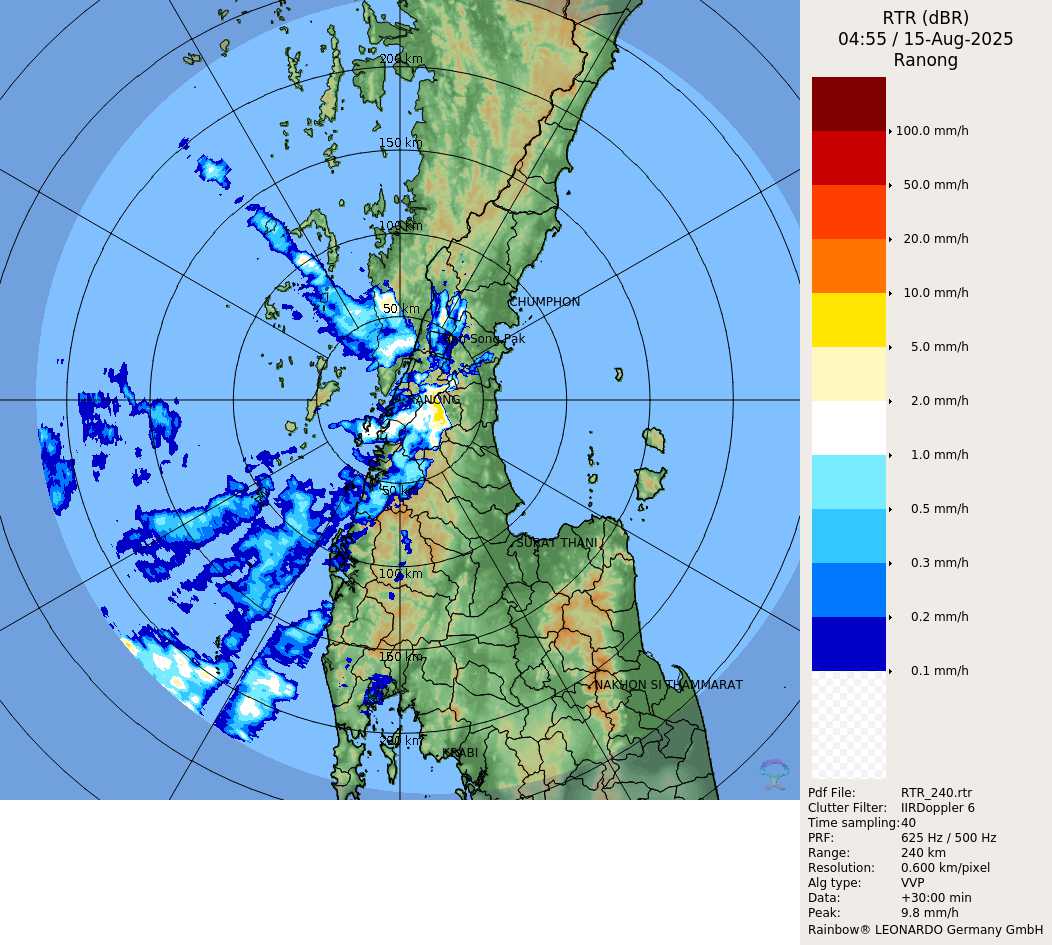 RTR (dBR)
04:55 / 15-Aug-2025
Ranong
100.0 mm/h
50.0 mm/h
20.0 mm/h
10.0 mm/h
5.0 mm/h
2.0 mm/h
1.0 mm/h
0.5 mm/h
0.3 mm/h
0.2 mm/h
0.1 mm/h
200 km
150 km
100 km
50 km
CHUMPHON
Song Pak
RANONG
50 km
SURAT THANI
100 km
150 km
NAKHON SI THAMMARAT
200 km
KRABI
Pdf File: RTR_240.rtr
Clutter Filter: IIRDoppler 6
Time sampling: 40
PRF: 625 Hz / 500 Hz
Range: 240 km
Resolution: 0.600 km/pixel
Alg type: VVP
Data: +30:00 min
Peak: 9.8 mm/h
Rainbow® LEONARDO Germany GmbH